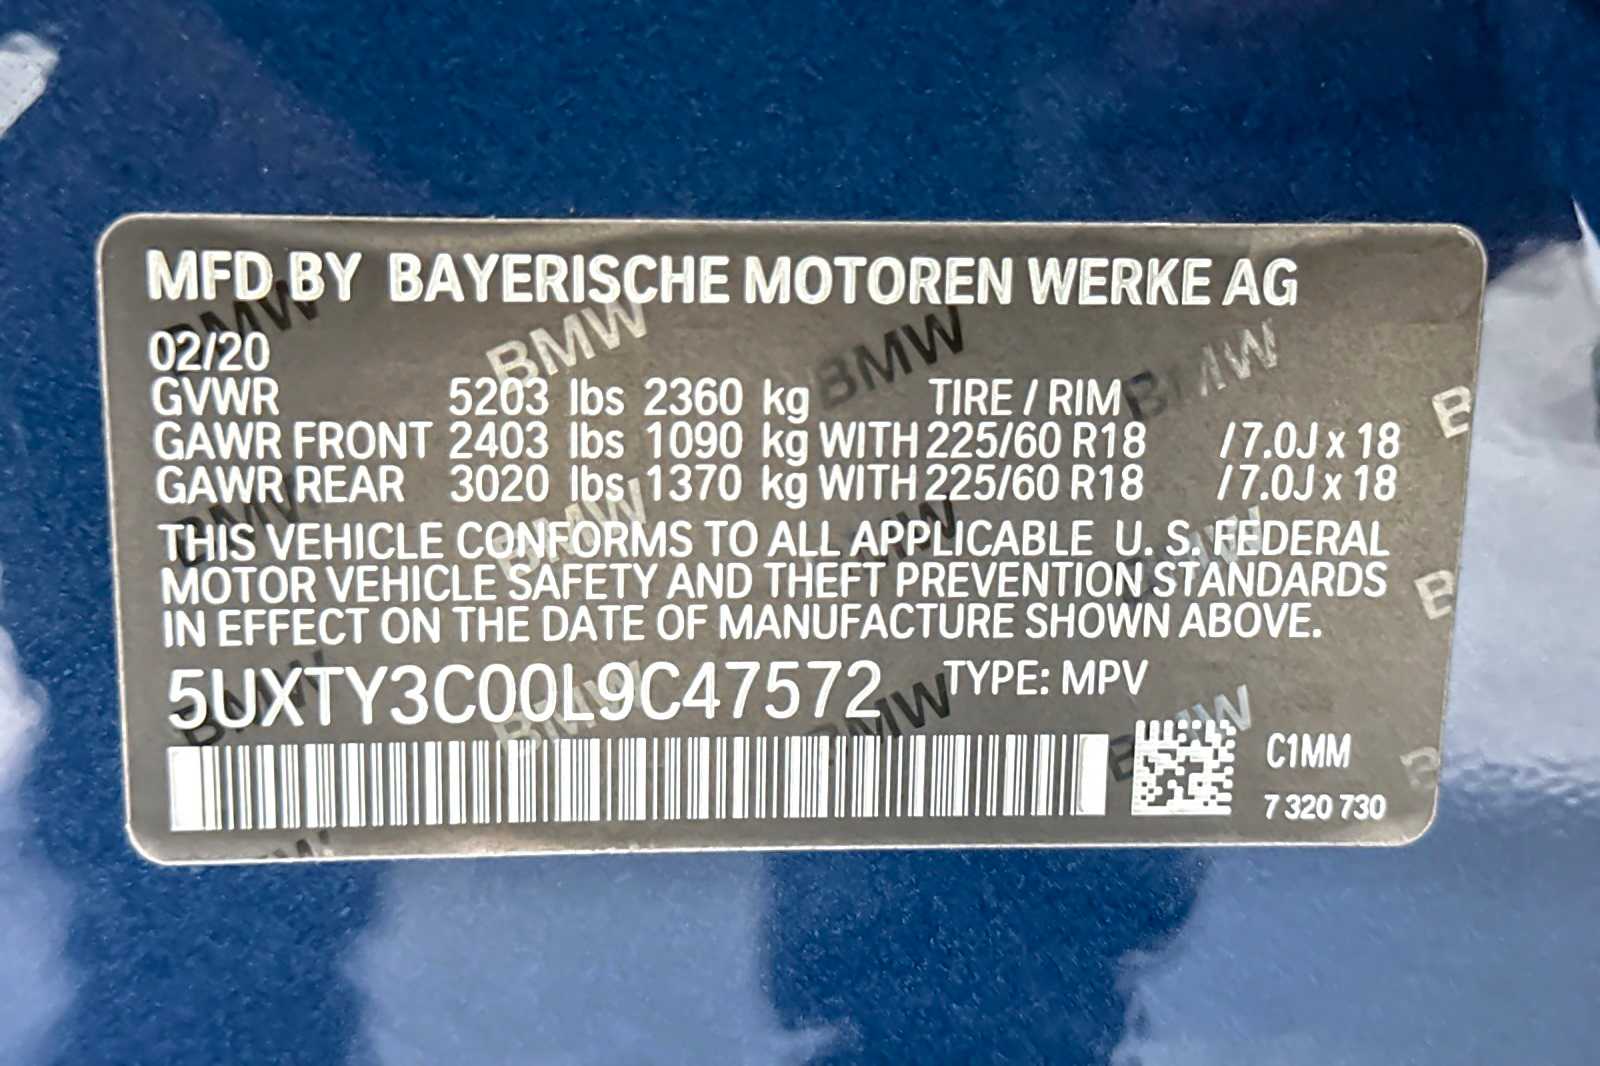 MFD BY BAYERISCHE MOTOREN WERKE AG
02/20
GVWR 5203 lbs 2360 kg TIRE / RIM
GAWR FRONT 2403 lbs 1090 kg WITH 225/60 R18 /7.0J x 18
GAWR REAR 3020 lbs 1370 kg WITH 225/60 R18 /7.0J x 18
THIS VEHICLE CONFORMS TO ALL APPLICABLE U. S. FEDERAL
MOTOR VEHICLE SAFETY AND THEFT PREVENTION STANDARDS
IN EFFECT ON THE DATE OF MANUFACTURE SHOWN ABOVE.
5UXTY3C00L9C47572 TYPE: MPV
C1MM
7 320 730